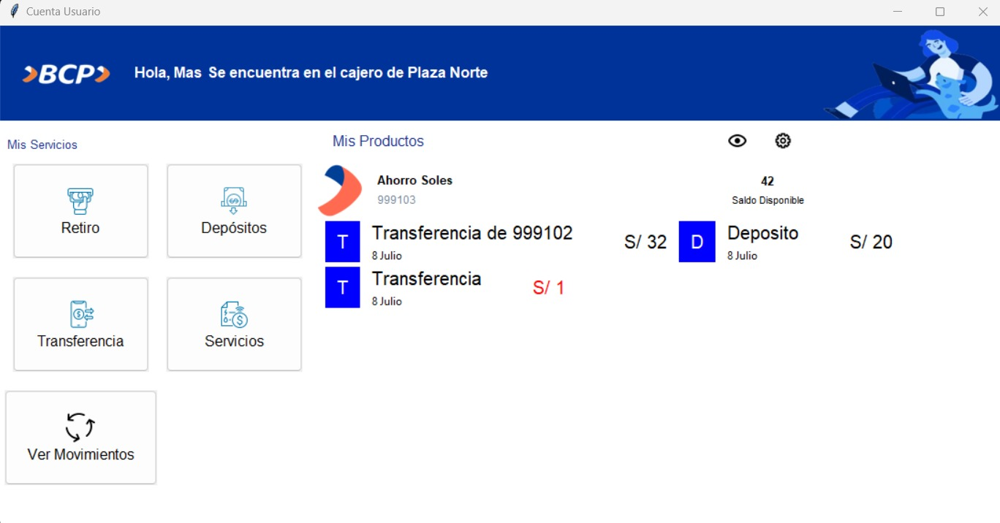 Cuenta Usuario
BCP Hola, Mas Se encuentra en el cajero de Plaza Norte
Mis Servicios
Retiro
Depósitos
Transferencia
Servicios
Ver Movimientos
Mis Productos
Ahorro Soles
999103
42
Saldo Disponible
T Transferencia de 999102 S/ 32
8 Julio
D Deposito S/ 20
8 Julio
T Transferencia S/ 1
8 Julio